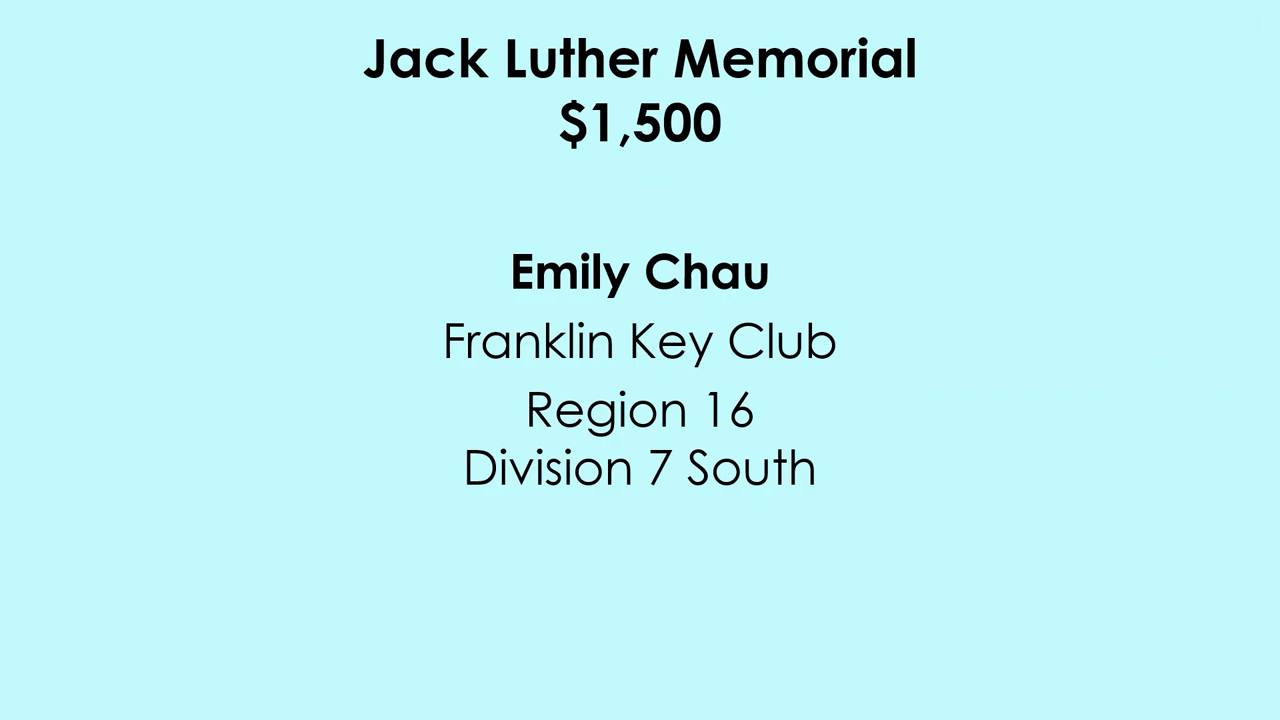 Jack Luther Memorial
$1,500
Emily Chau
Franklin Key Club
Region 16
Division 7 South